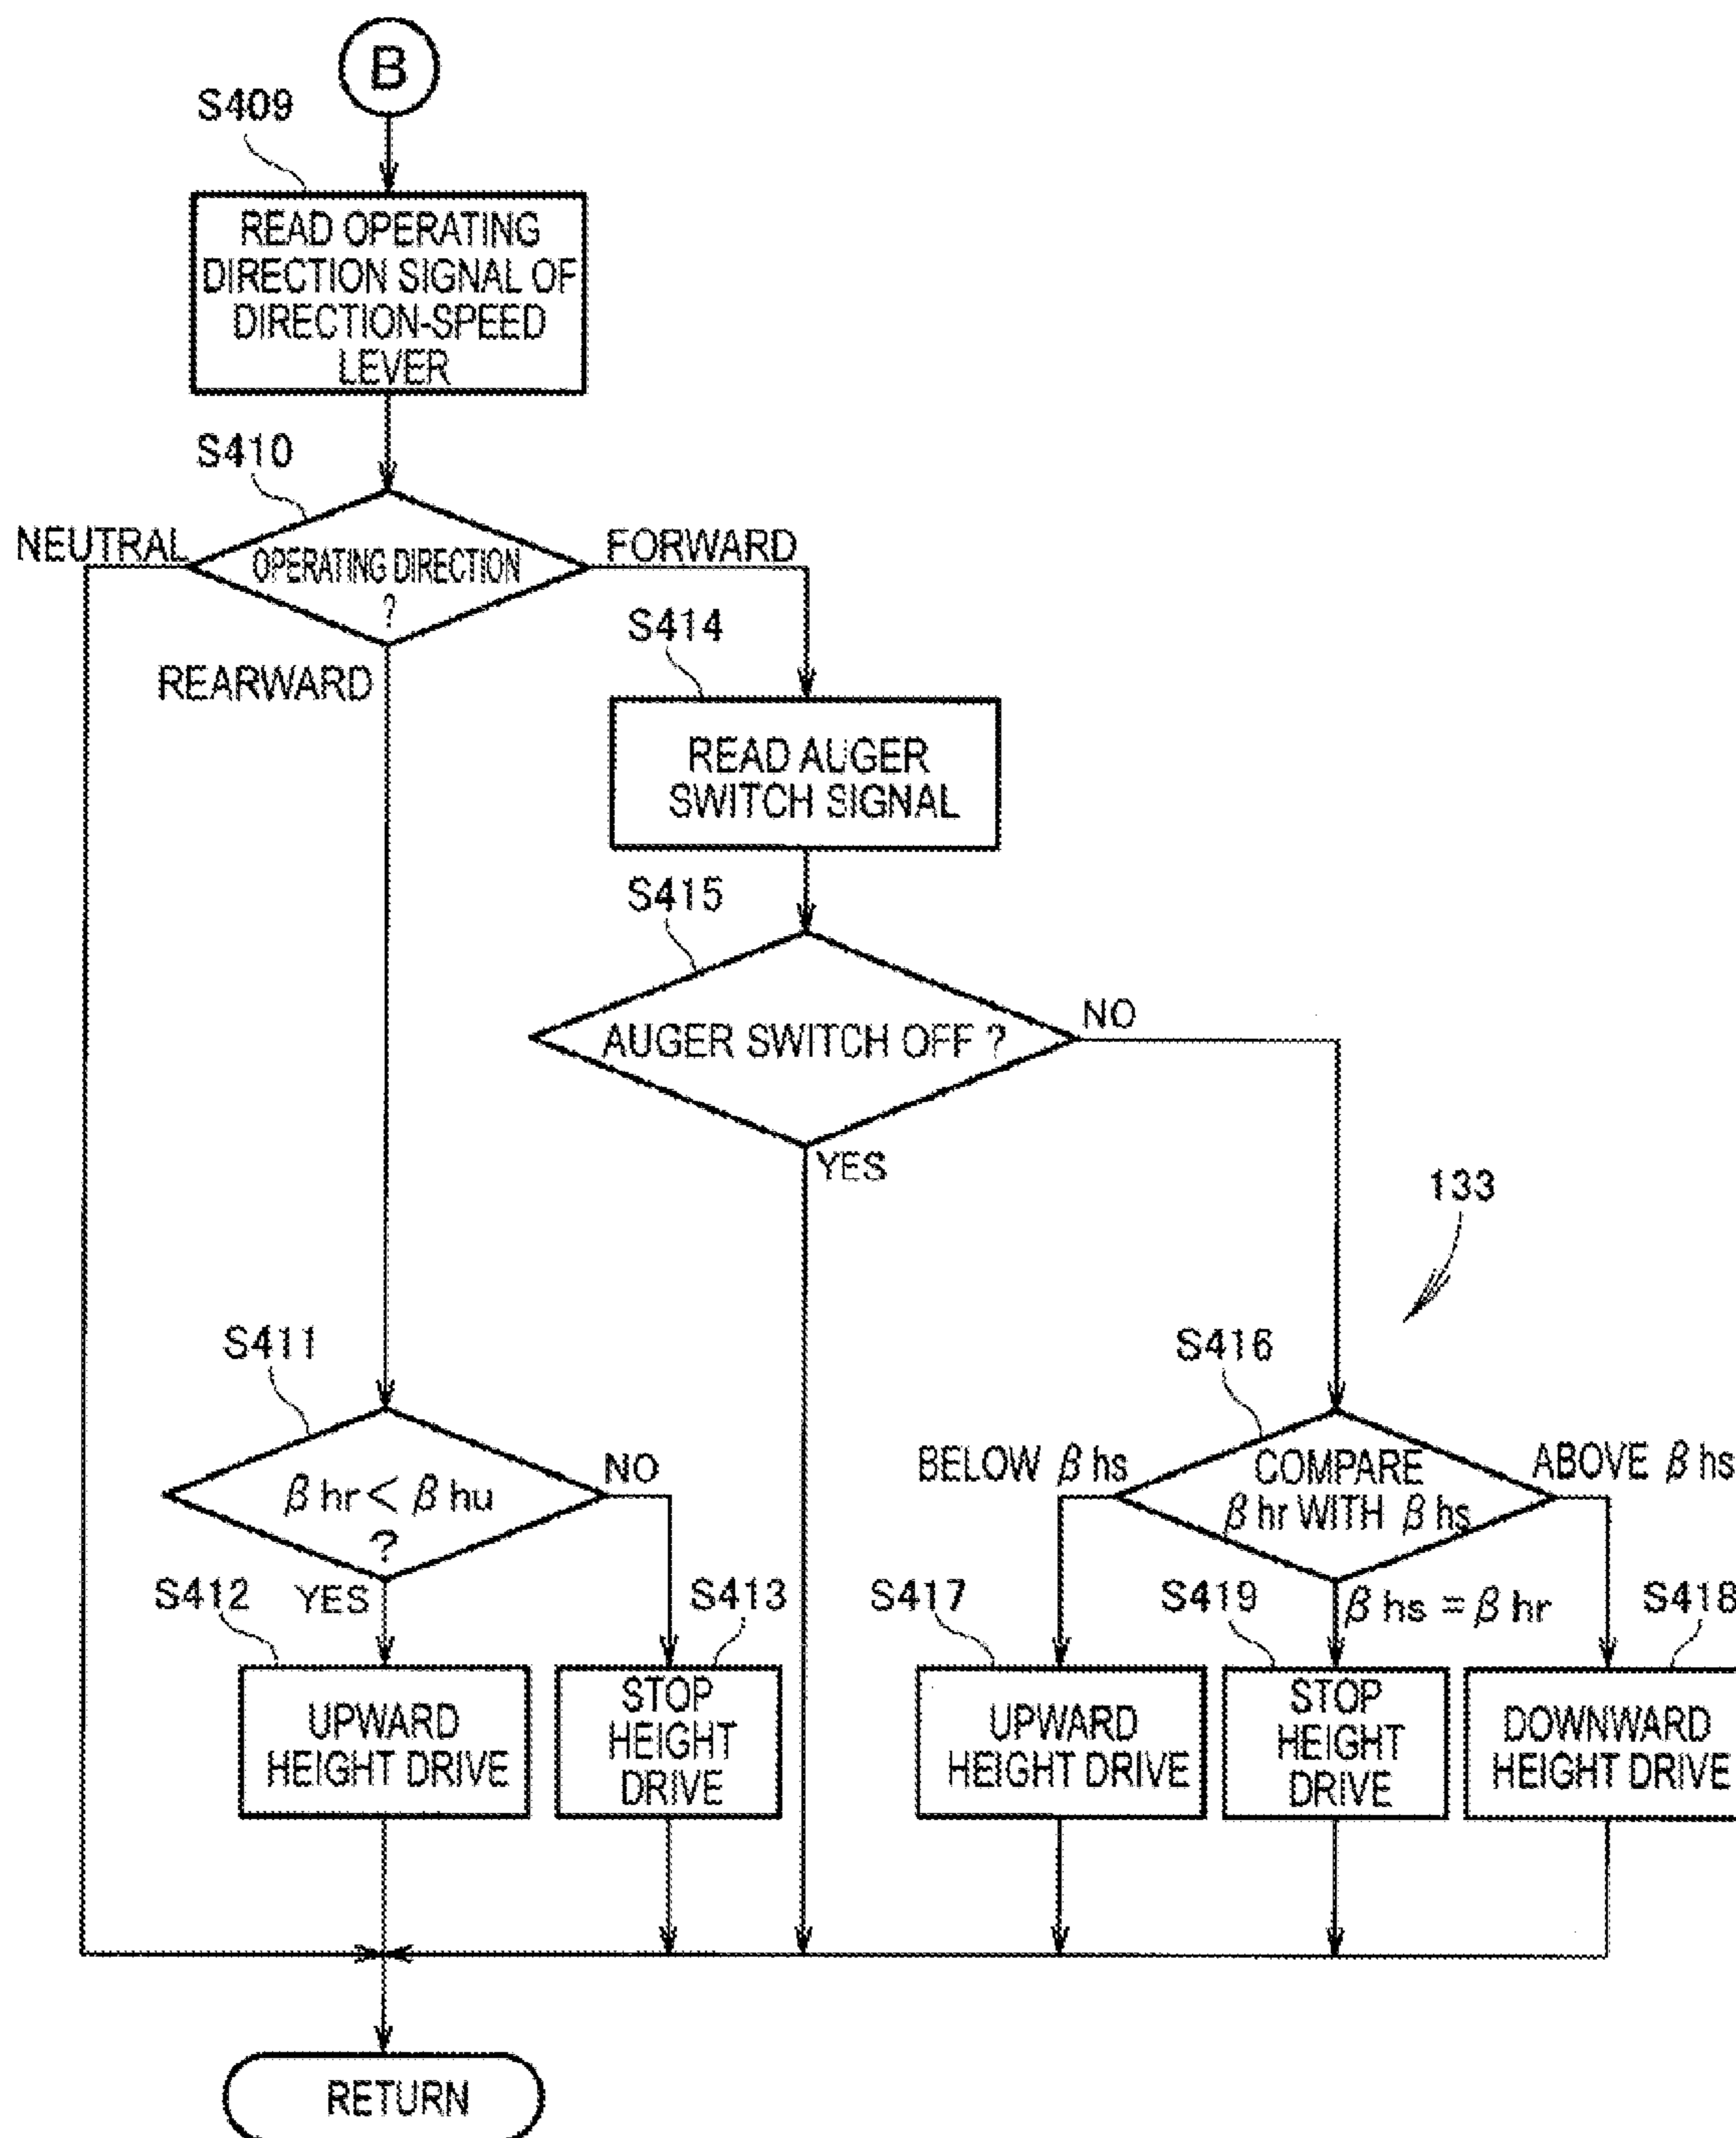 B
S409
READ OPERATING
DIRECTION SIGNAL OF
DIRECTION-SPEED
LEVER
S410
NEUTRAL
OPERATING DIRECTION
?
FORWARD
REARWARD
S414
READ AUGER
SWITCH SIGNAL
S415
AUGER SWITCH OFF ?
NO
YES
133
S411
β hr < β hu
?
NO
YES
S412
UPWARD
HEIGHT DRIVE
S413
STOP
HEIGHT
DRIVE
S416
COMPARE
β hr WITH β hs
BELOW β hs
ABOVE β hs
β hs = β hr
S417
UPWARD
HEIGHT DRIVE
S419
STOP
HEIGHT
DRIVE
S418
DOWNWARD
HEIGHT DRIVE
RETURN